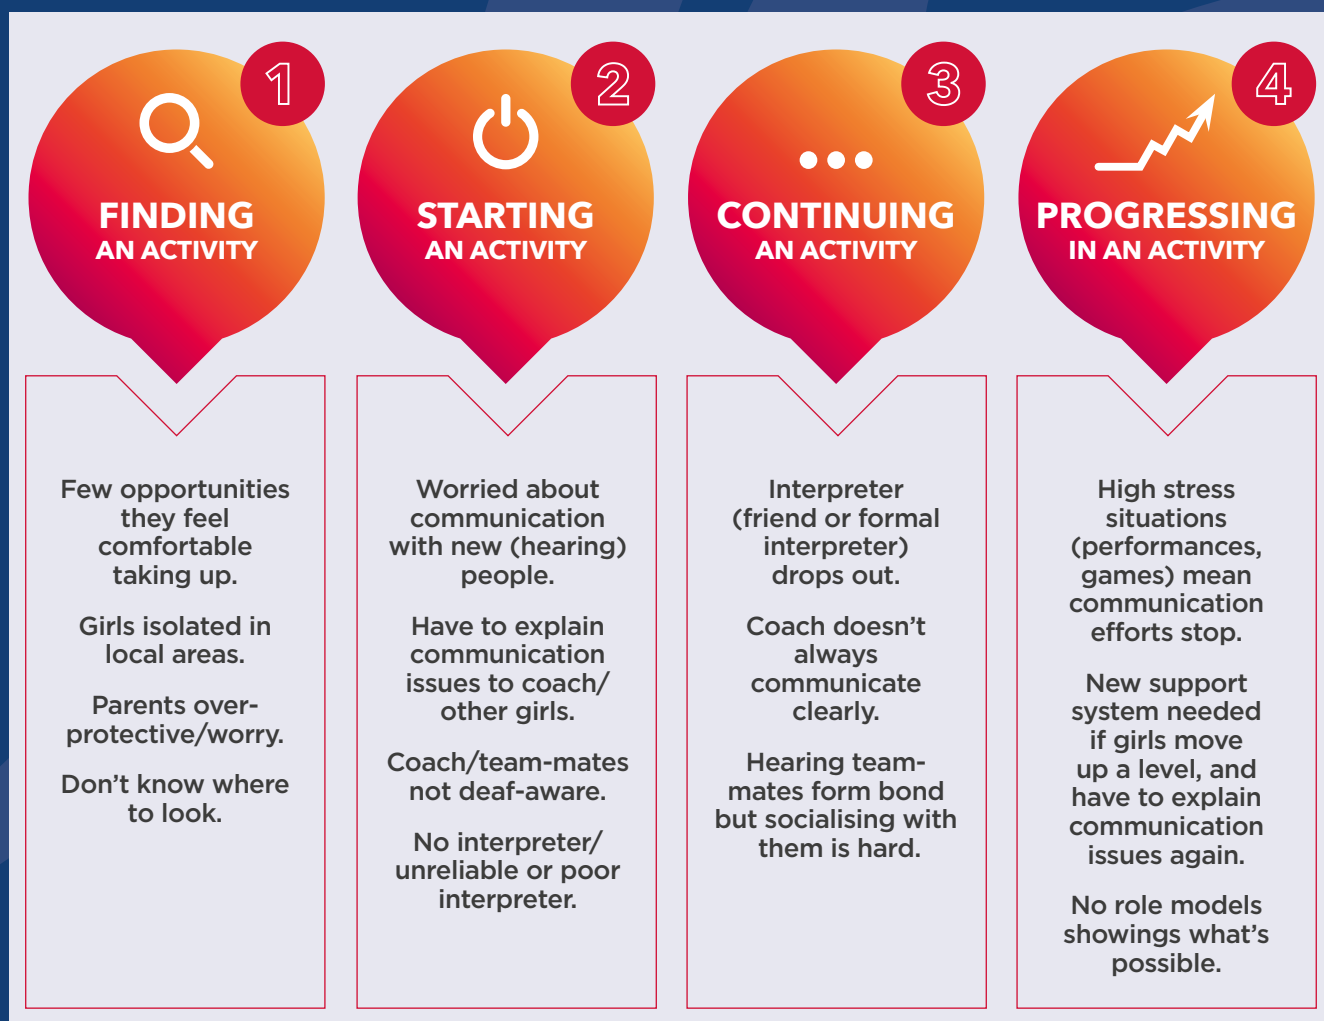 1
FINDING
AN ACTIVITY
Few opportunities
they feel
comfortable
taking up.
Girls isolated in
local areas.
Parents over-
protective/worry.
Don’t know where
to look.
2
STARTING
AN ACTIVITY
Worried about
communication
with new (hearing)
people.
Have to explain
communication
issues to coach/
other girls.
Coach/team-mates
not deaf-aware.
No interpreter/
unreliable or poor
interpreter.
3
CONTINUING
AN ACTIVITY
Interpreter
(friend or formal
interpreter)
drops out.
Coach doesn’t
always
communicate
clearly.
Hearing team-
mates form bond
but socialising with
them is hard.
4
PROGRESSING
IN AN ACTIVITY
High stress
situations
(performances,
games) mean
communication
efforts stop.
New support
system needed
if girls move
up a level, and
have to explain
communication
issues again.
No role models
showings what’s
possible.